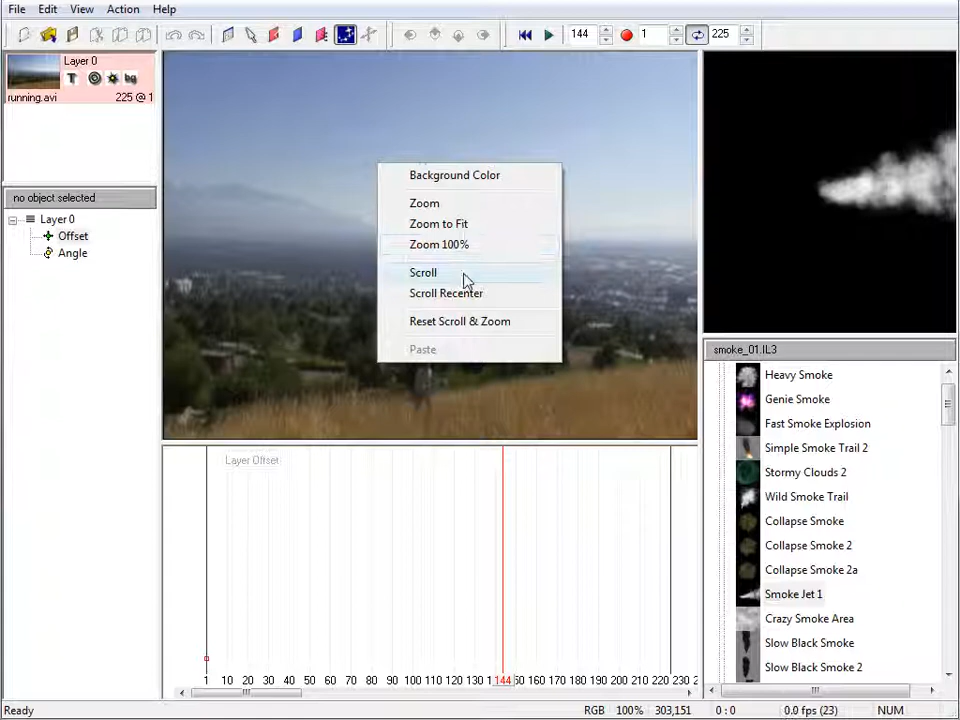 File Edit View Action Help
144 1 225
Layer 0
T bg
running.avi 225 @ 1
no object selected
Layer 0
Offset
Angle
Background Color
Zoom
Zoom to Fit
Zoom 100%
Scroll
Scroll Recenter
Reset Scroll & Zoom
Paste
Layer Offset
1 10 20 30 40 50 60 70 80 90 100 110 120 130 144 160 170 180 190 200 210 220 230
smoke_01.IL3
Heavy Smoke
Genie Smoke
Fast Smoke Explosion
Simple Smoke Trail 2
Stormy Clouds 2
Wild Smoke Trail
Collapse Smoke
Collapse Smoke 2
Collapse Smoke 2a
Smoke Jet 1
Crazy Smoke Area
Slow Black Smoke
Slow Black Smoke 2
Ready RGB 100% 303,151 0 : 0 0.0 fps (23) NUM